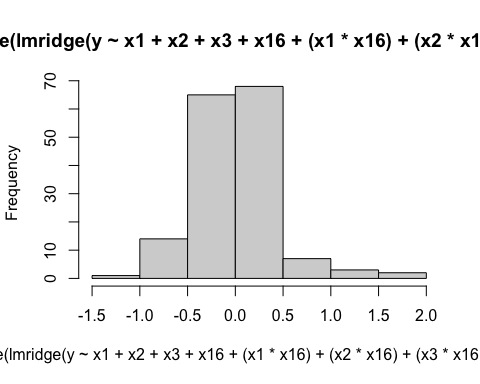 e(lmridge(y ~ x1 + x2 + x3 + x16 + (x1 * x16) + (x2 * x1
Frequency
70
50
30
10
0
-1.5 -1.0 -0.5 0.0 0.5 1.0 1.5 2.0
e(lmridge(y ~ x1 + x2 + x3 + x16 + (x1 * x16) + (x2 * x16) + (x3 * x16